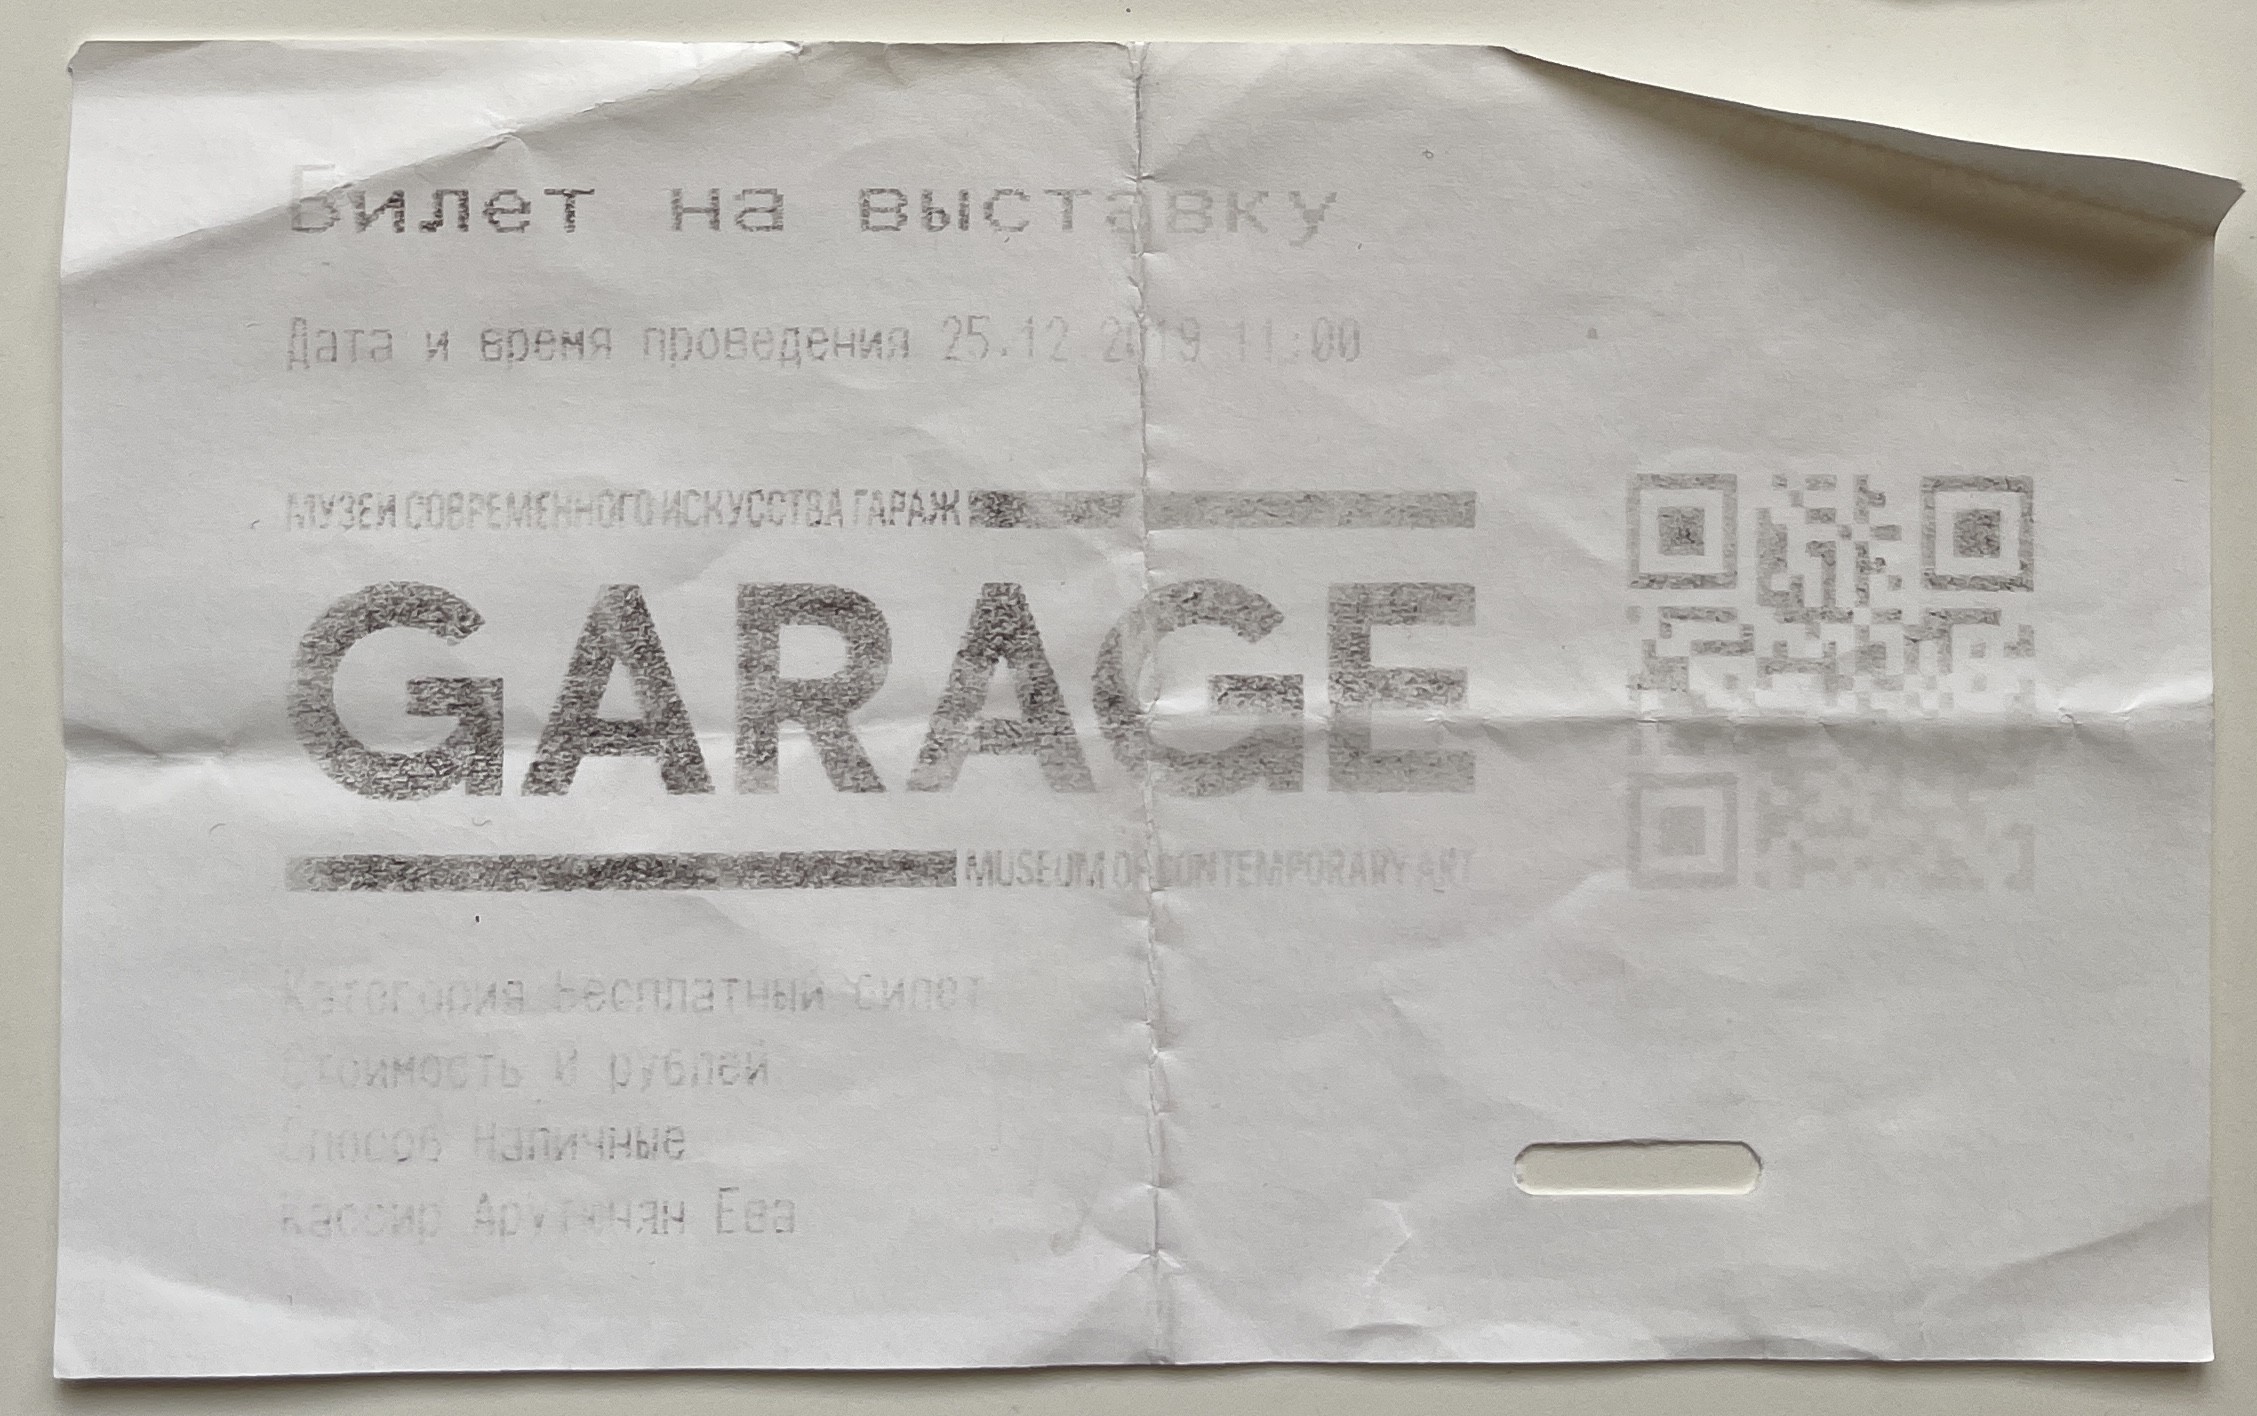 Билет на выставку
Дата и время проведения 25.12.2019 11:00
МУЗЕЙ СОВРЕМЕННОГО ИСКУССТВА ГАРАЖ
GARAGE
MUSEUM OF CONTEMPORARY ART
Категория Бесплатный билет
Стоимость 0 рублей
Способ Наличные
Кассир Ева